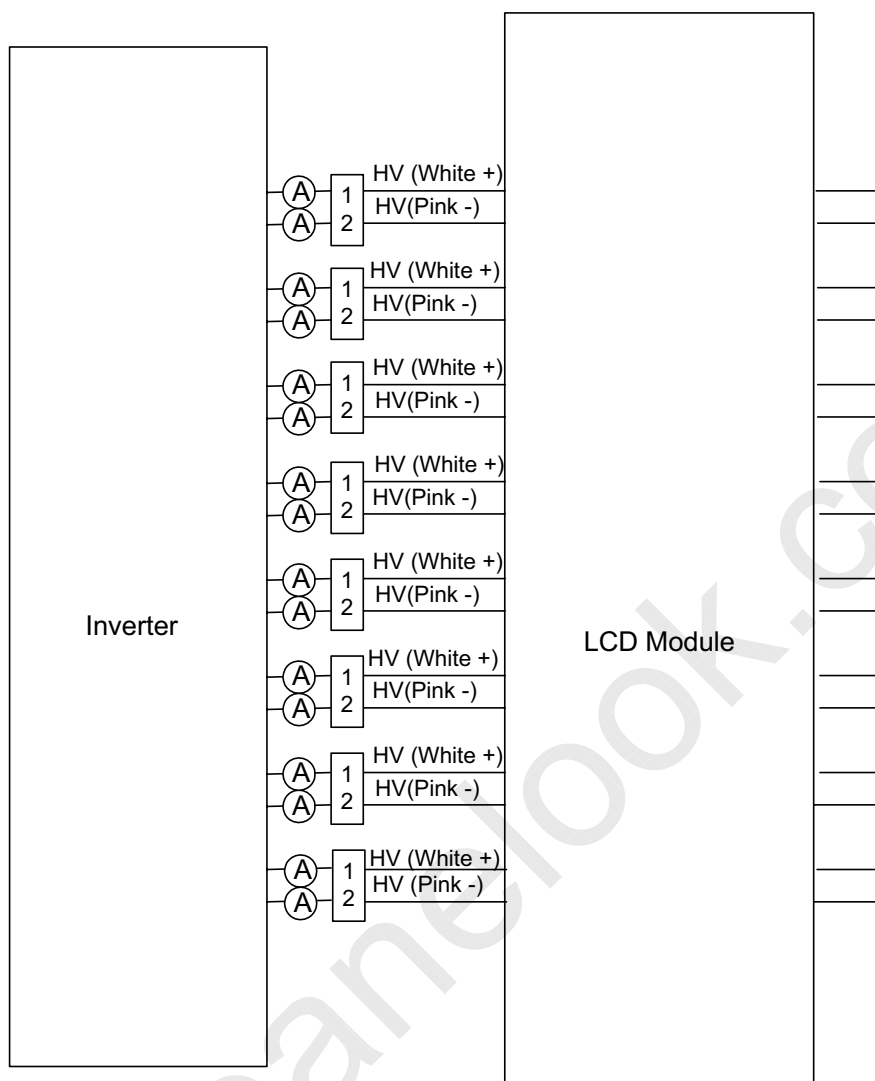 HV (White +)
A 1
HV(Pink -)
A 2
HV (White +)
A 1
HV(Pink -)
A 2
HV (White +)
A 1
HV(Pink -)
A 2
HV (White +)
A 1
HV(Pink -)
A 2
HV (White +)
A 1
HV(Pink -)
A 2
Inverter
LCD Module
HV (White +)
A 1
HV(Pink -)
A 2
HV (White +)
A 1
HV(Pink -)
A 2
HV (White +)
A 1
HV (Pink -)
A 2
anelook.co